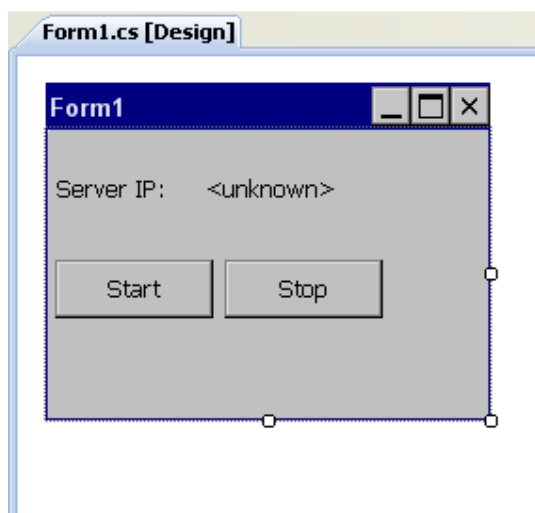 Form1.cs [Design]
Form1
Server IP: <unknown>
Start Stop